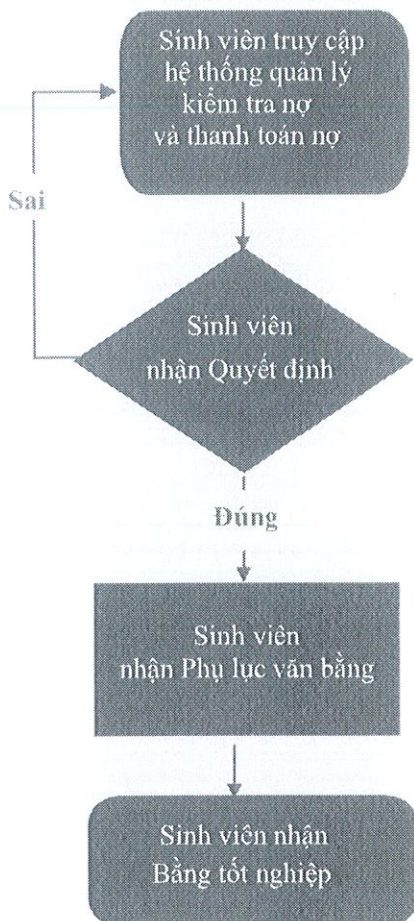 Sinh viên truy cập
hệ thống quản lý
kiểm tra nợ
và thanh toán nợ
Sai
Sinh viên
nhận Quyết định
Đúng
Sinh viên
nhận Phụ lục văn bằng
Sinh viên nhận
Bằng tốt nghiệp